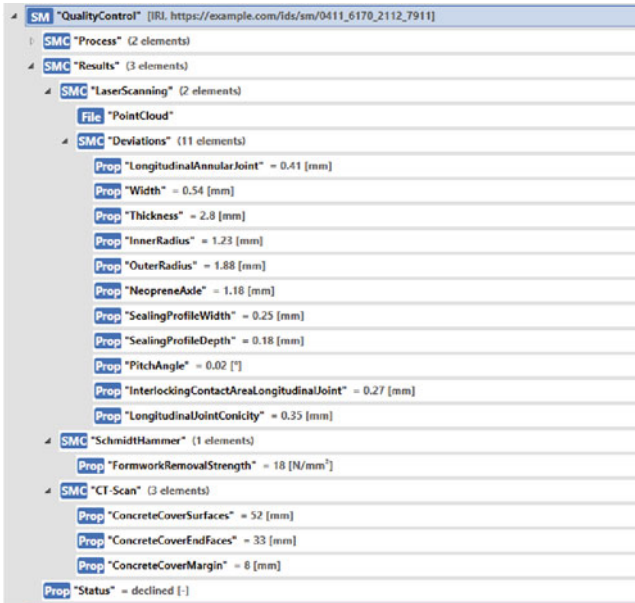 SM "QualityControl" [IRI, https://example.com/ids/sm/0411_6170_2112_7911]
SMC "Process" (2 elements)
SMC "Results" (3 elements)
SMC "LaserScanning" (2 elements)
File "PointCloud"
SMC "Deviations" (11 elements)
Prop "LongitudinalAnnularJoint" = 0.41 [mm]
Prop "Width" = 0.54 [mm]
Prop "Thickness" = 2.8 [mm]
Prop "InnerRadius" = 1.23 [mm]
Prop "OuterRadius" = 1.88 [mm]
Prop "NeopreneAxle" = 1.18 [mm]
Prop "SealingProfileWidth" = 0.25 [mm]
Prop "SealingProfileDepth" = 0.18 [mm]
Prop "PitchAngle" = 0.02 [°]
Prop "InterlockingContactAreaLongitudinalJoint" = 0.27 [mm]
Prop "LongitudinalJointConicity" = 0.35 [mm]
SMC "SchmidtHammer" (1 elements)
Prop "FormworkRemovalStrength" = 18 [N/mm²]
SMC "CT-Scan" (3 elements)
Prop "ConcreteCoverSurfaces" = 52 [mm]
Prop "ConcreteCoverEndFaces" = 33 [mm]
Prop "ConcreteCoverMargin" = 8 [mm]
Prop "Status" = declined [-]